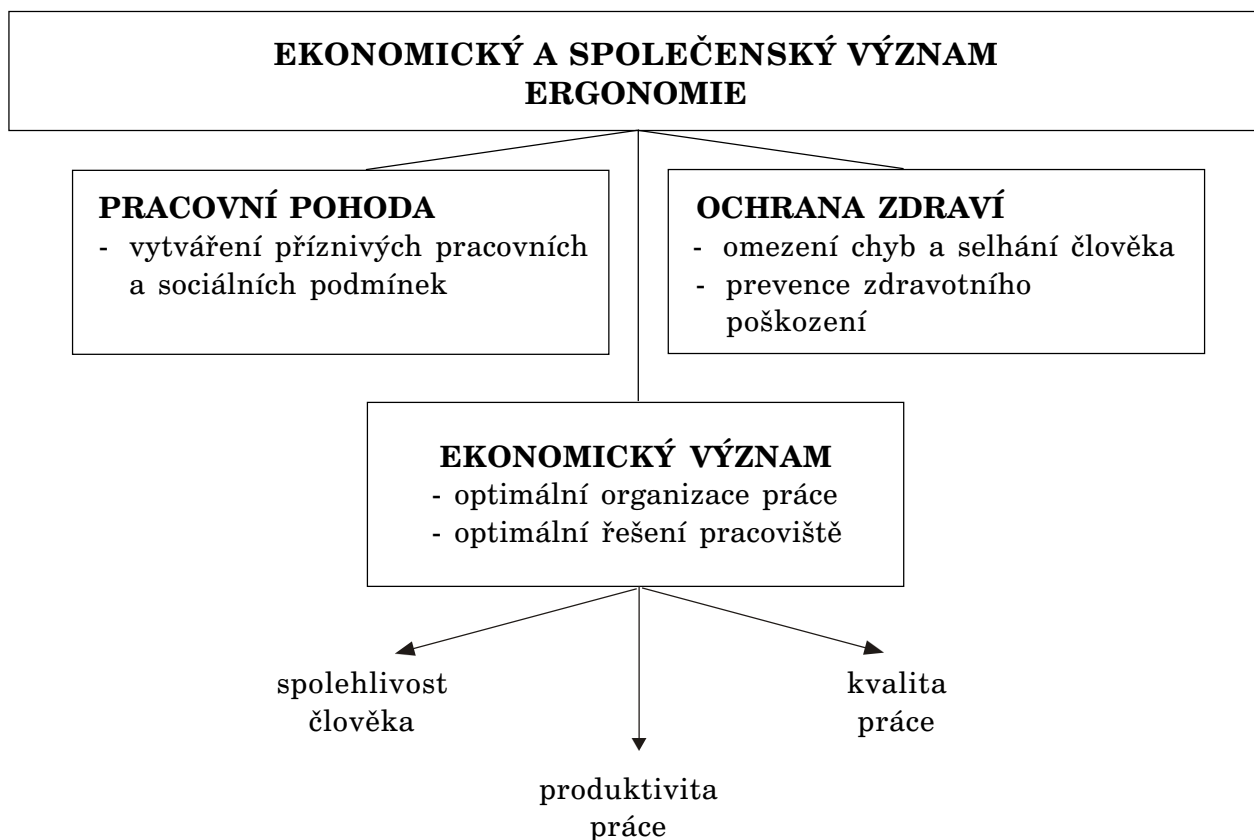 EKONOMICKÝ A SPOLEČENSKÝ VÝZNAM
ERGONOMIE
PRACOVNÍ POHODA
- vytváření příznivých pracovních
a sociálních podmínek
OCHRANA ZDRAVÍ
- omezení chyb a selhání člověka
- prevence zdravotního
poškození
EKONOMICKÝ VÝZNAM
- optimální organizace práce
- optimální řešení pracoviště
spolehlivost
člověka
kvalita
práce
produktivita
práce